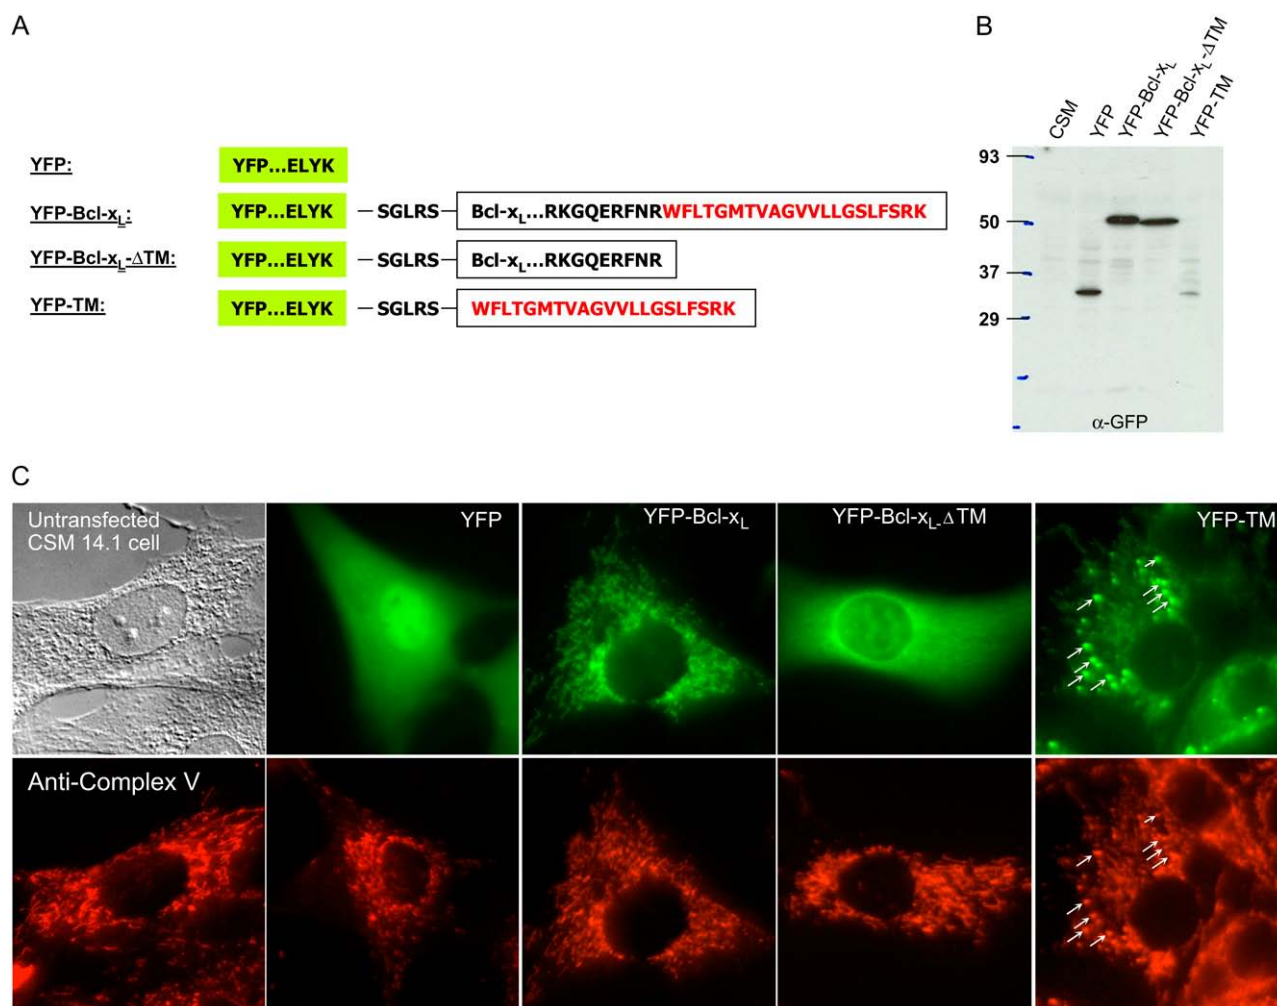 A
YFP: YFP...ELYK
YFP-Bcl-xL: YFP...ELYK SGLRS Bcl-xL...RKGQERFNRWFLTGMTVAGVVLLGSLFSRK
YFP-Bcl-xL-ΔTM: YFP...ELYK SGLRS Bcl-xL...RKGQERFNR
YFP-TM: YFP...ELYK SGLRS WFLTGMTVAGVVLLGSLFSRK
B
CSM YFP YFP-Bcl-xL YFP-Bcl-xL-ΔTM YFP-TM
93
50
37
29
α-GFP
C
Untransfected
CSM 14.1 cell
YFP
YFP-Bcl-xL
YFP-Bcl-xL-ΔTM
YFP-TM
Anti-Complex V